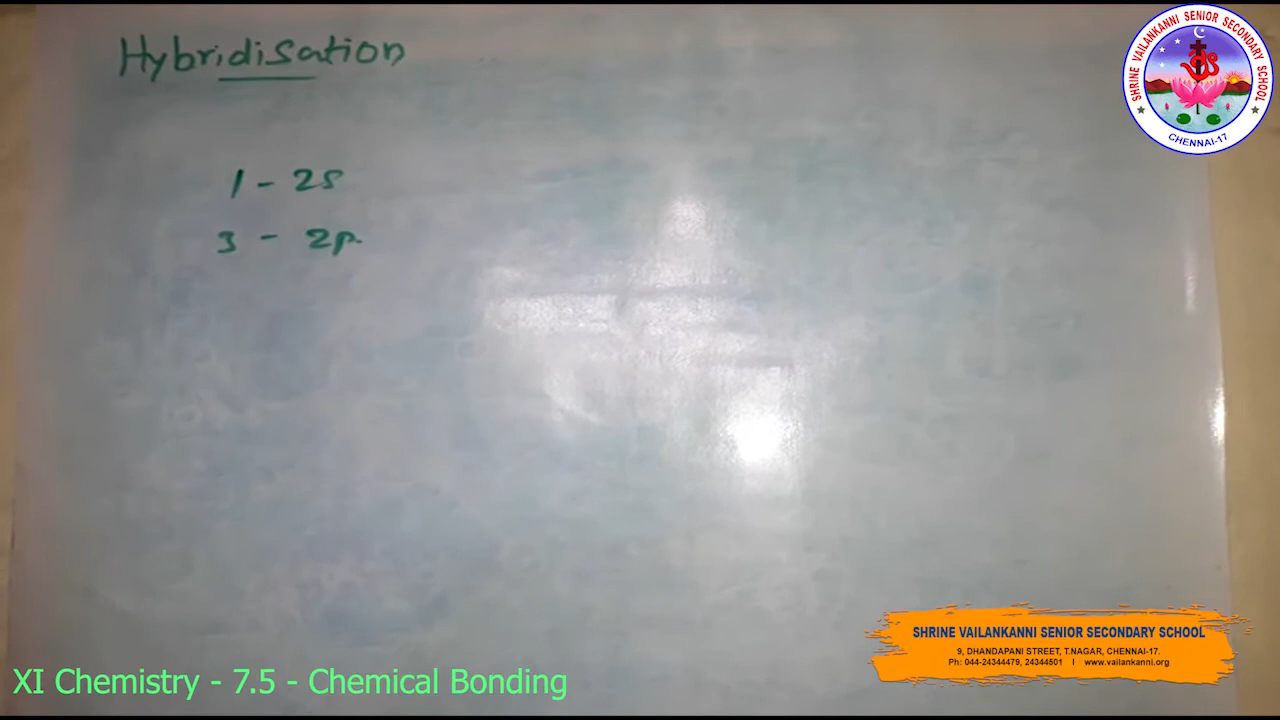 Hybridisation
1 - 2s
3 - 2p.
SHRINE VAILANKANNI SENIOR SECONDARY SCHOOL
CHENNAI-17
SHRINE VAILANKANNI SENIOR SECONDARY SCHOOL
9, DHANDAPANI STREET, T.NAGAR, CHENNAI-17.
Ph: 044-24344479, 24344501 I www.vailankanni.org
XI Chemistry - 7.5 - Chemical Bonding